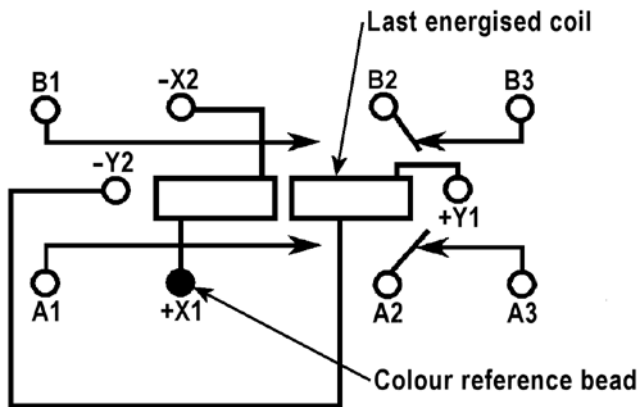 Last energised coil
B1
–X2
B2
B3
–Y2
+Y1
A1
+X1
A2
A3
Colour reference bead